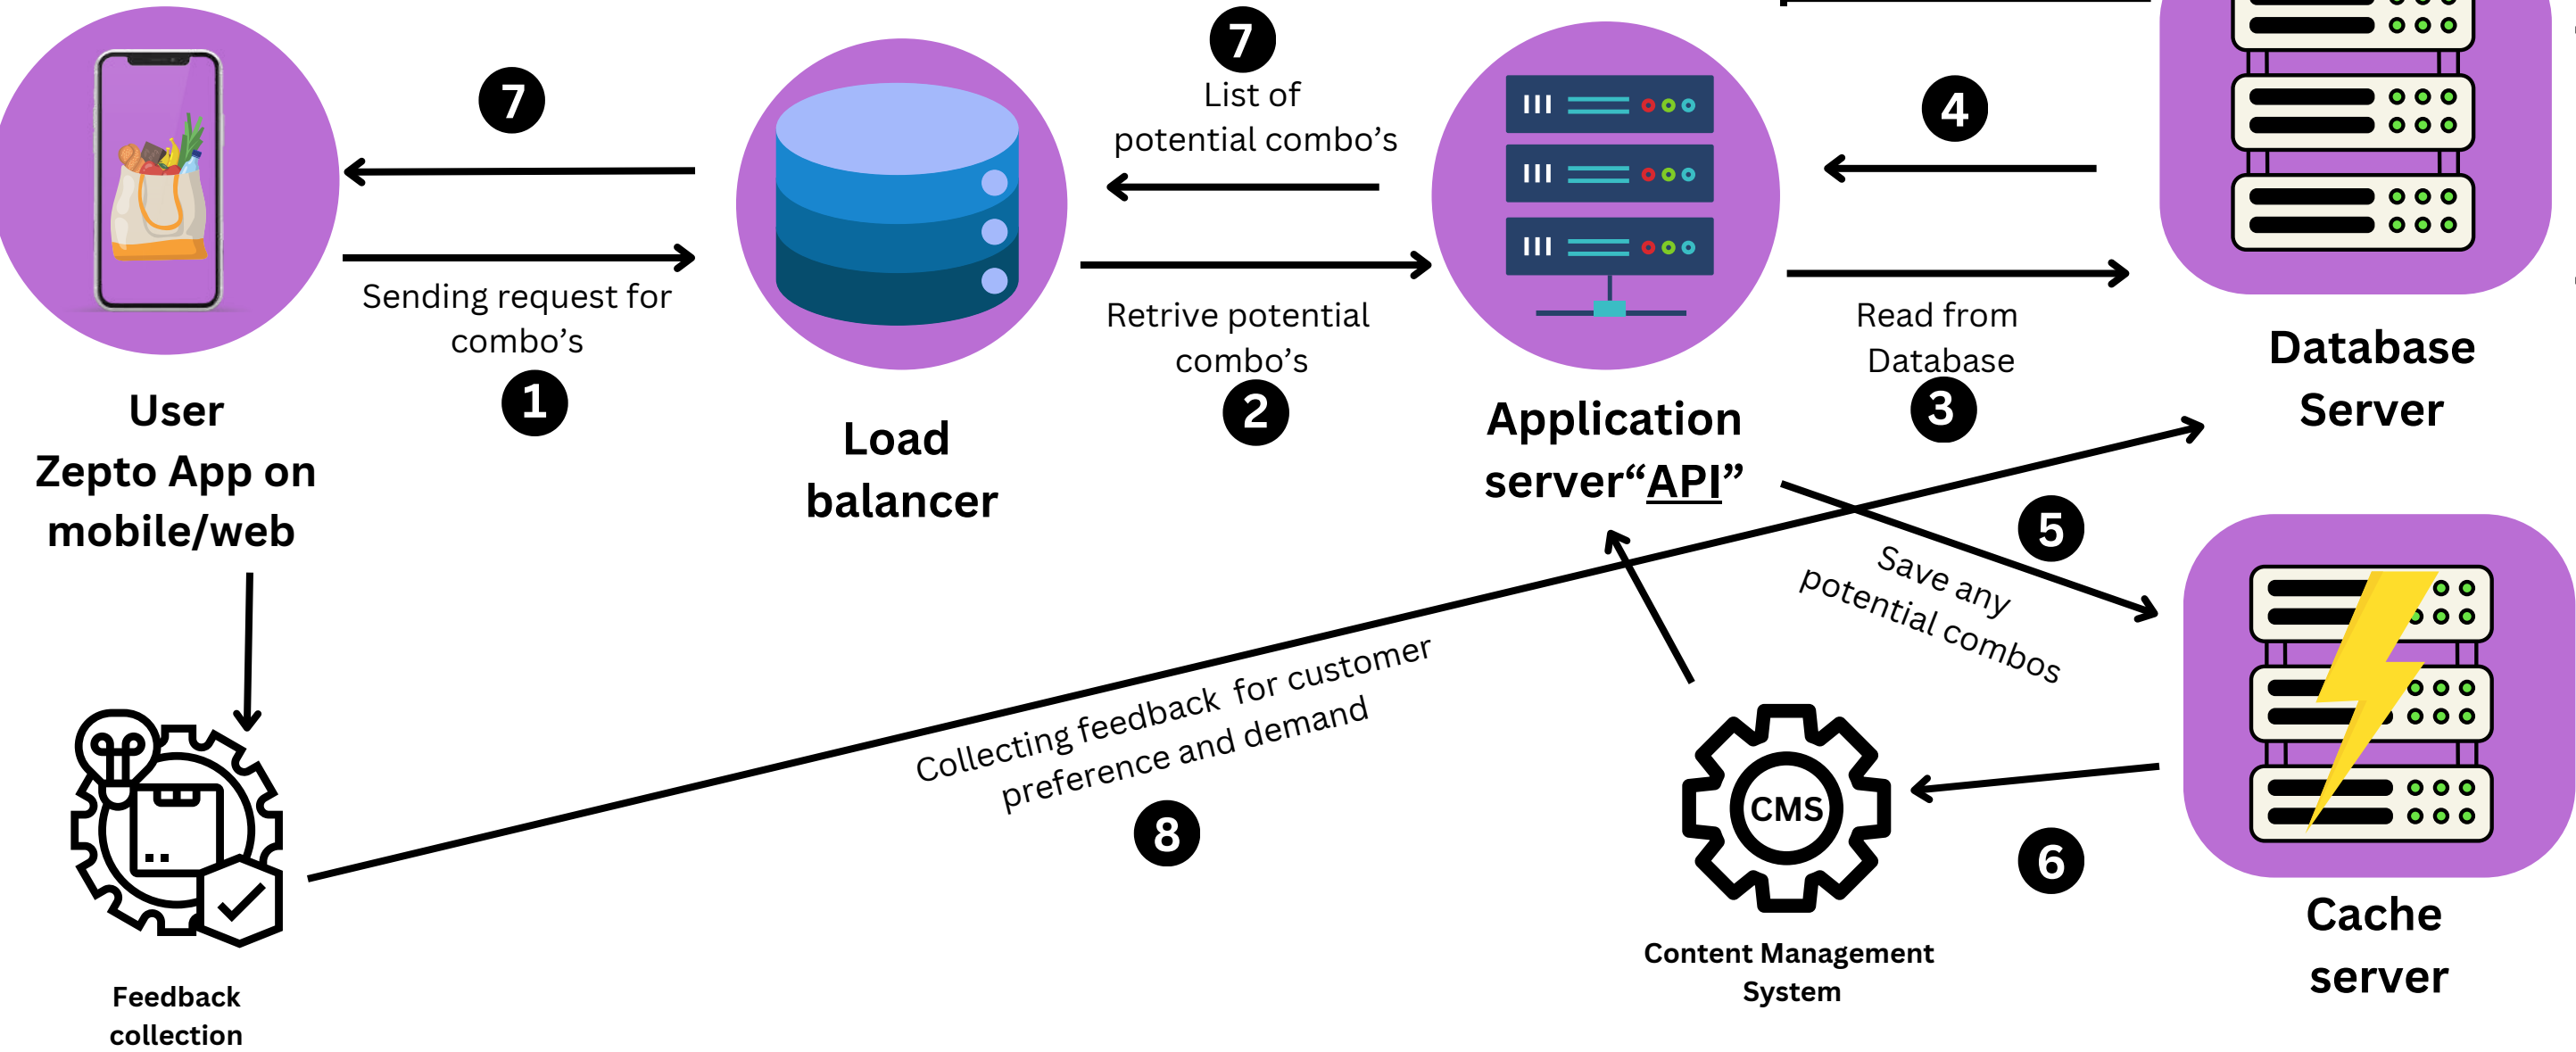 7
List of
potential combo’s
7
4
Sending request for
combo’s
1
Retrive potential
combo’s
2
Read from
Database
3
User
Zepto App on
mobile/web
Load
balancer
Application
server“API”
Database
Server
5
Save any
potential combos
Collecting feedback for customer
preference and demand
8
CMS
6
Content Management
System
Cache
server
Feedback
collection